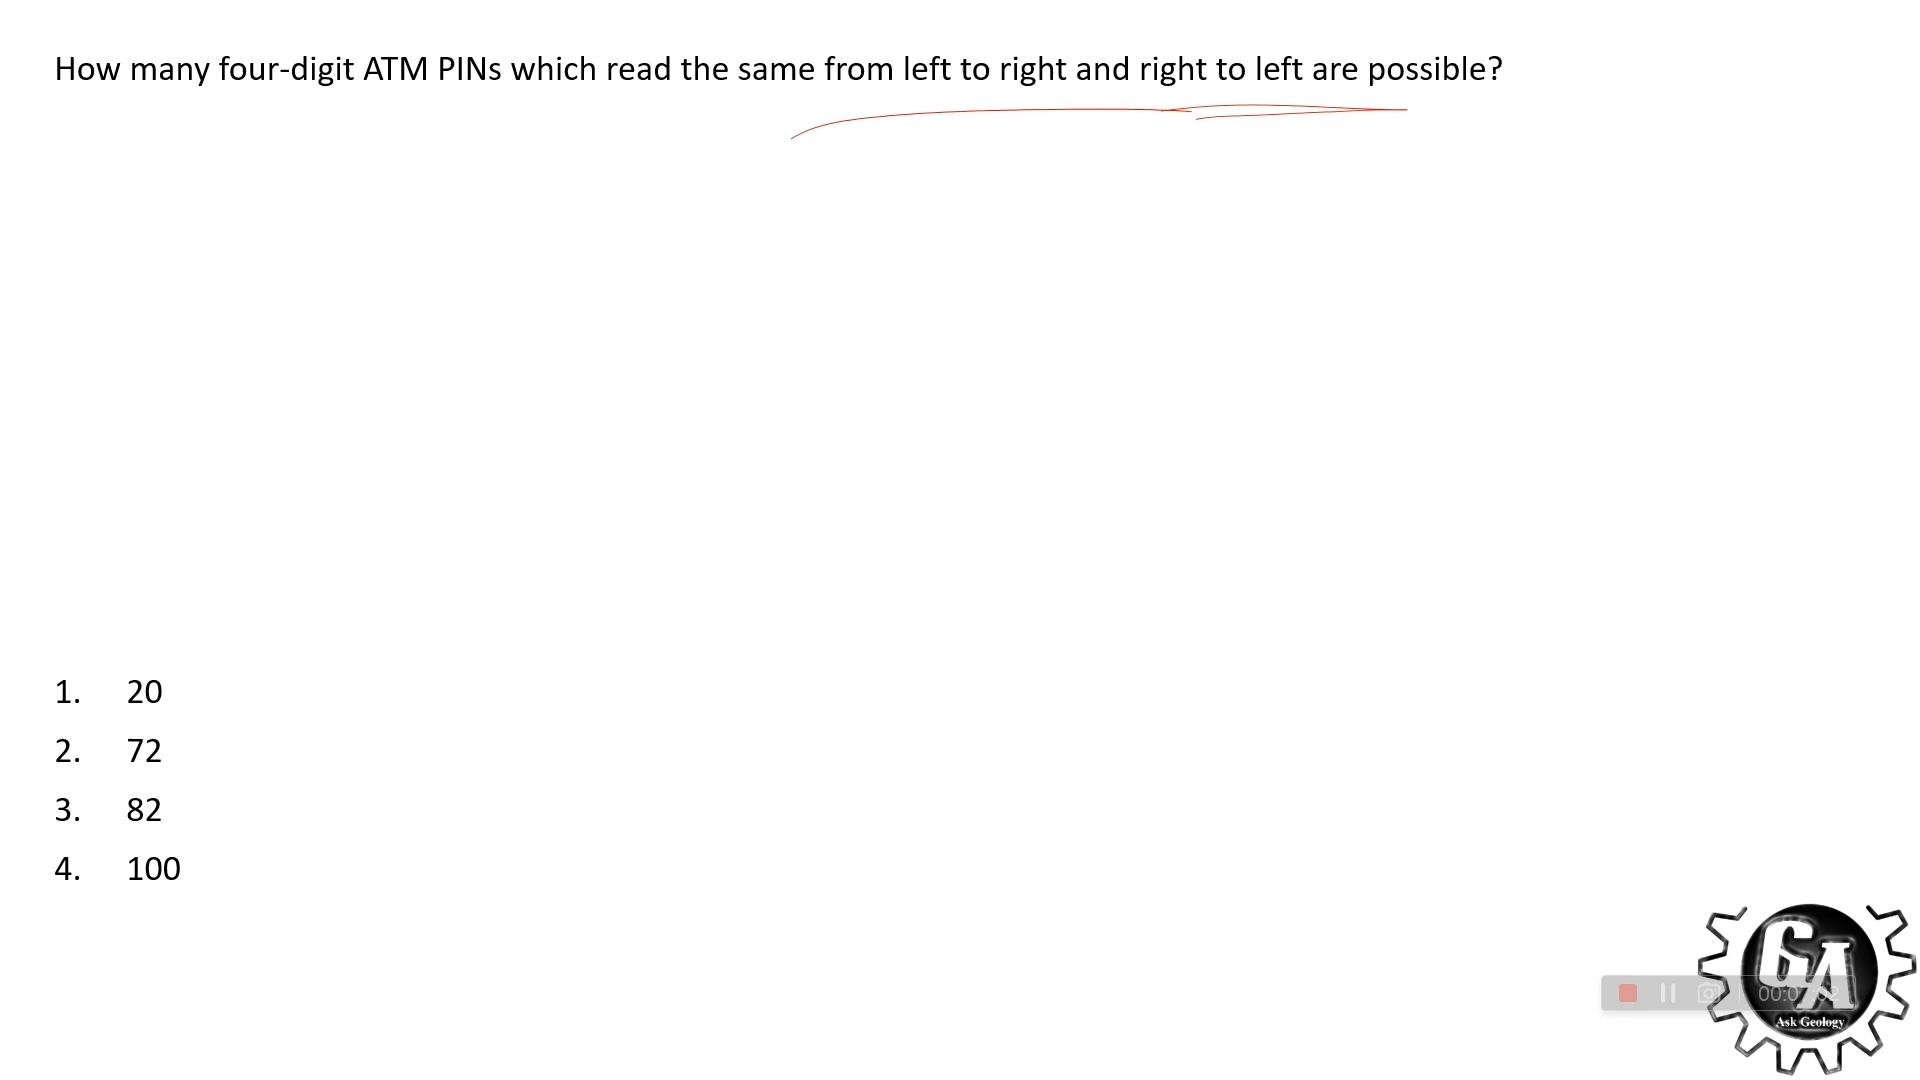 How many four-digit ATM PINs which read the same from left to right and right to left are possible?
1. 20
2. 72
3. 82
4. 100
GA
Ask Geology